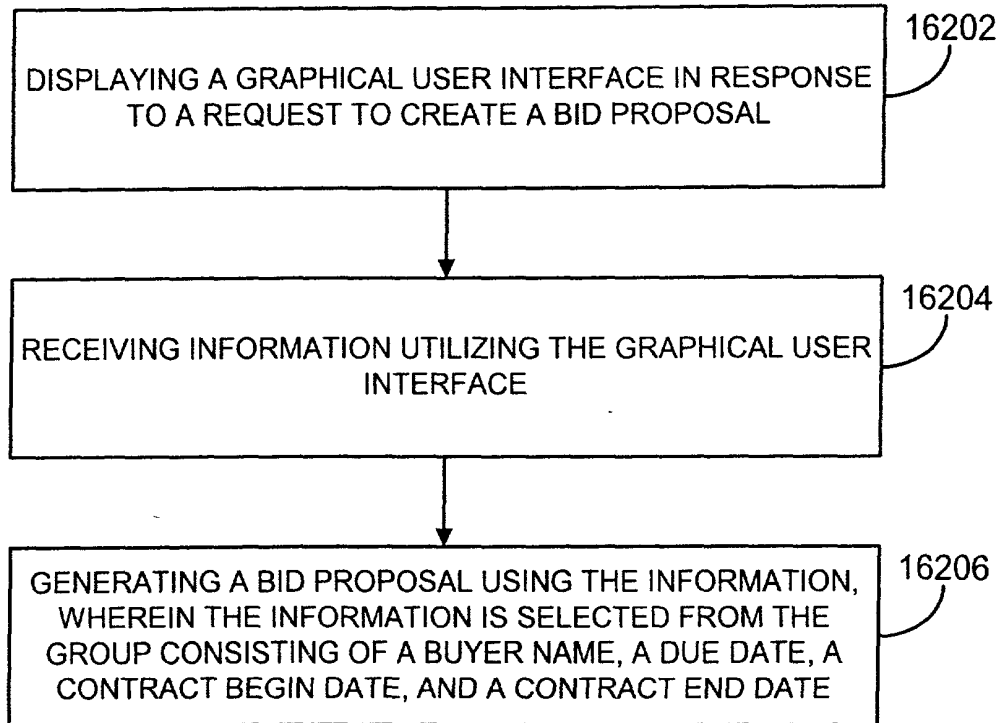 16202
DISPLAYING A GRAPHICAL USER INTERFACE IN RESPONSE
TO A REQUEST TO CREATE A BID PROPOSAL
16204
RECEIVING INFORMATION UTILIZING THE GRAPHICAL USER
INTERFACE
16206
GENERATING A BID PROPOSAL USING THE INFORMATION,
WHEREIN THE INFORMATION IS SELECTED FROM THE
GROUP CONSISTING OF A BUYER NAME, A DUE DATE, A
CONTRACT BEGIN DATE, AND A CONTRACT END DATE